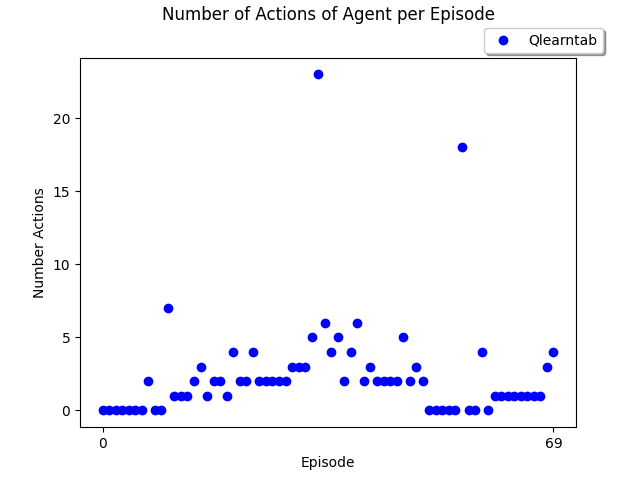 Number of Actions of Agent per Episode
Qlearntab
20
15
10
5
0
Number Actions
0 69
Episode